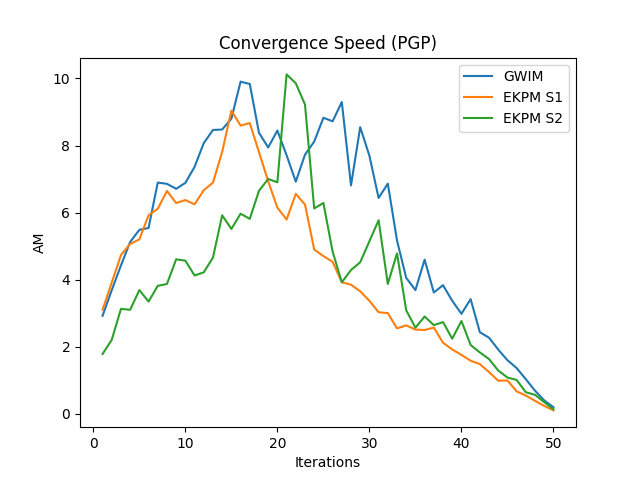 Convergence Speed (PGP)
GWIM
EKPM S1
EKPM S2
10
8
6
4
2
0
AM
0 10 20 30 40 50
Iterations